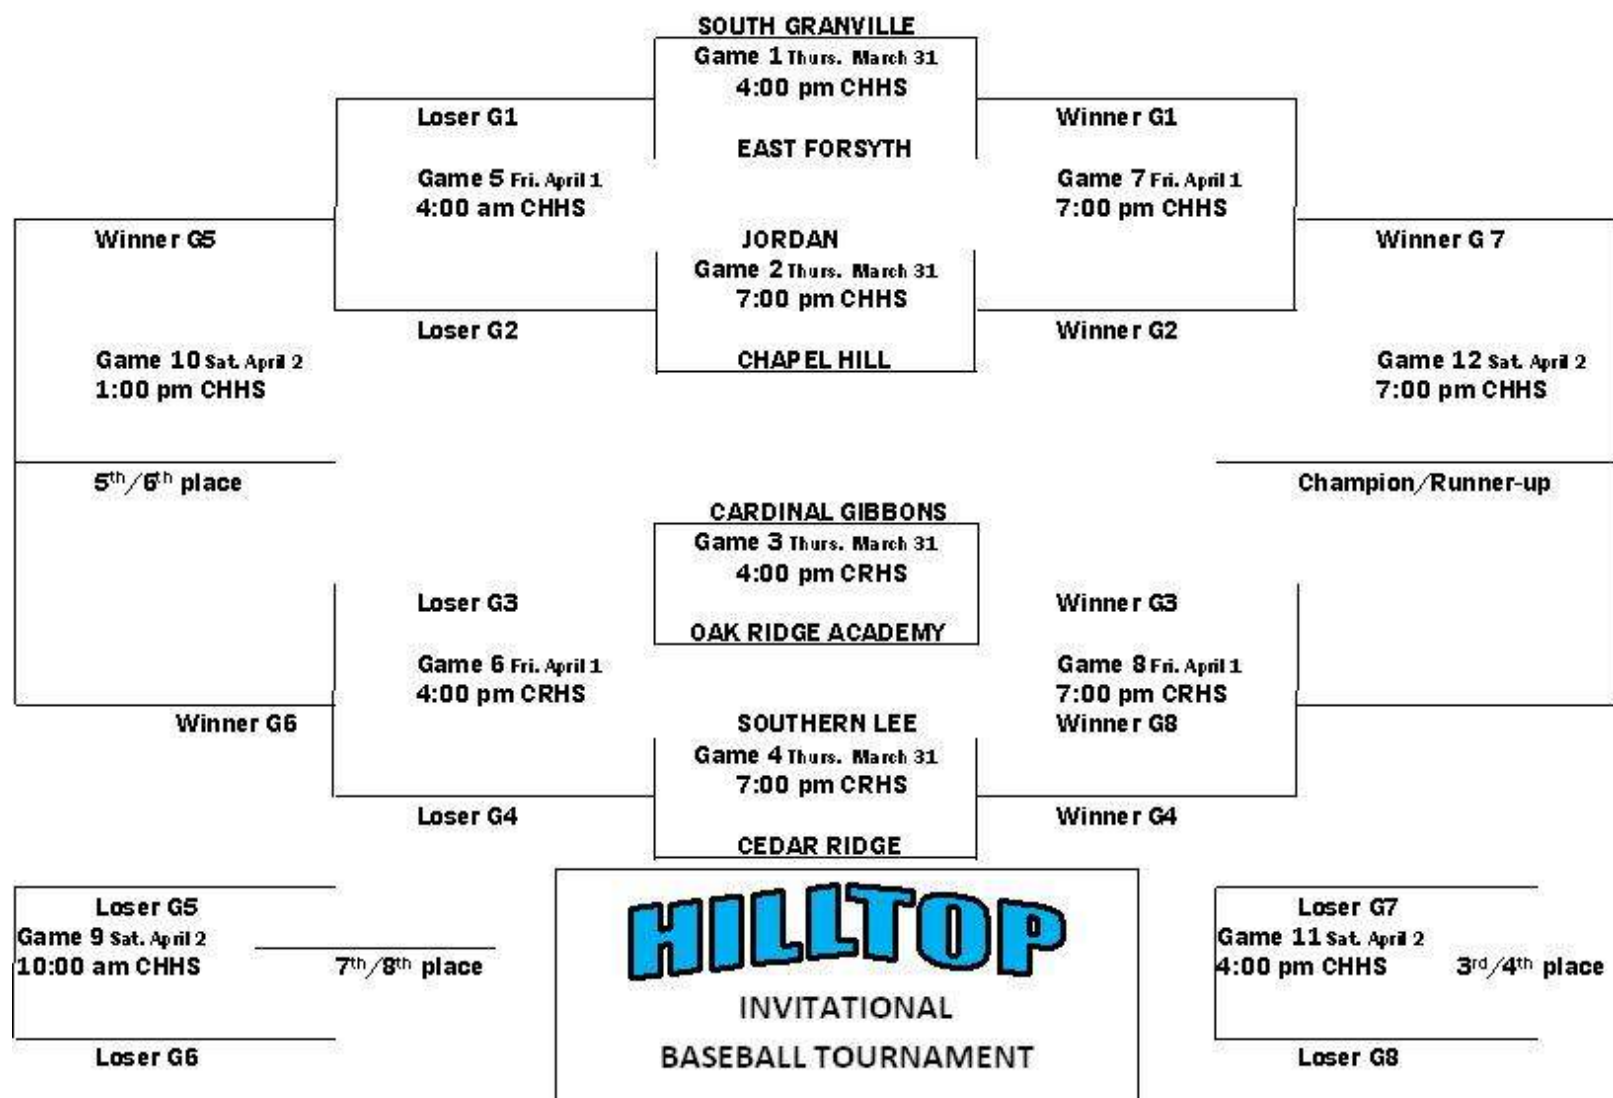 SOUTH GRANVILLE
Game 1 Thurs. March 31
4:00 pm CHHS
Loser G1
Winner G1
EAST FORSYTH
Game 5 Fri. April 1
4:00 am CHHS
Game 7 Fri. April 1
7:00 pm CHHS
Winner G5
JORDAN
Winner G 7
Game 2 Thurs. March 31
7:00 pm CHHS
Loser G2
Winner G2
Game 10 Sat. April 2
1:00 pm CHHS
CHAPEL HILL
Game 12 Sat. April 2
7:00 pm CHHS
5th/6th place
Champion/Runner-up
CARDINAL GIBBONS
Game 3 Thurs. March 31
4:00 pm CRHS
Loser G3
Winner G3
OAK RIDGE ACADEMY
Game 6 Fri. April 1
4:00 pm CRHS
Game 8 Fri. April 1
7:00 pm CRHS
Winner G6
SOUTHERN LEE
Winner G8
Game 4 Thurs. March 31
7:00 pm CRHS
Loser G4
Winner G4
CEDAR RIDGE
Loser G5
Game 9 Sat. April 2
10:00 am CHHS
7th/8th place
Loser G6
HILLTOP
INVITATIONAL
BASEBALL TOURNAMENT
Loser G7
Game 11 Sat. April 2
4:00 pm CHHS
3rd/4th place
Loser G8